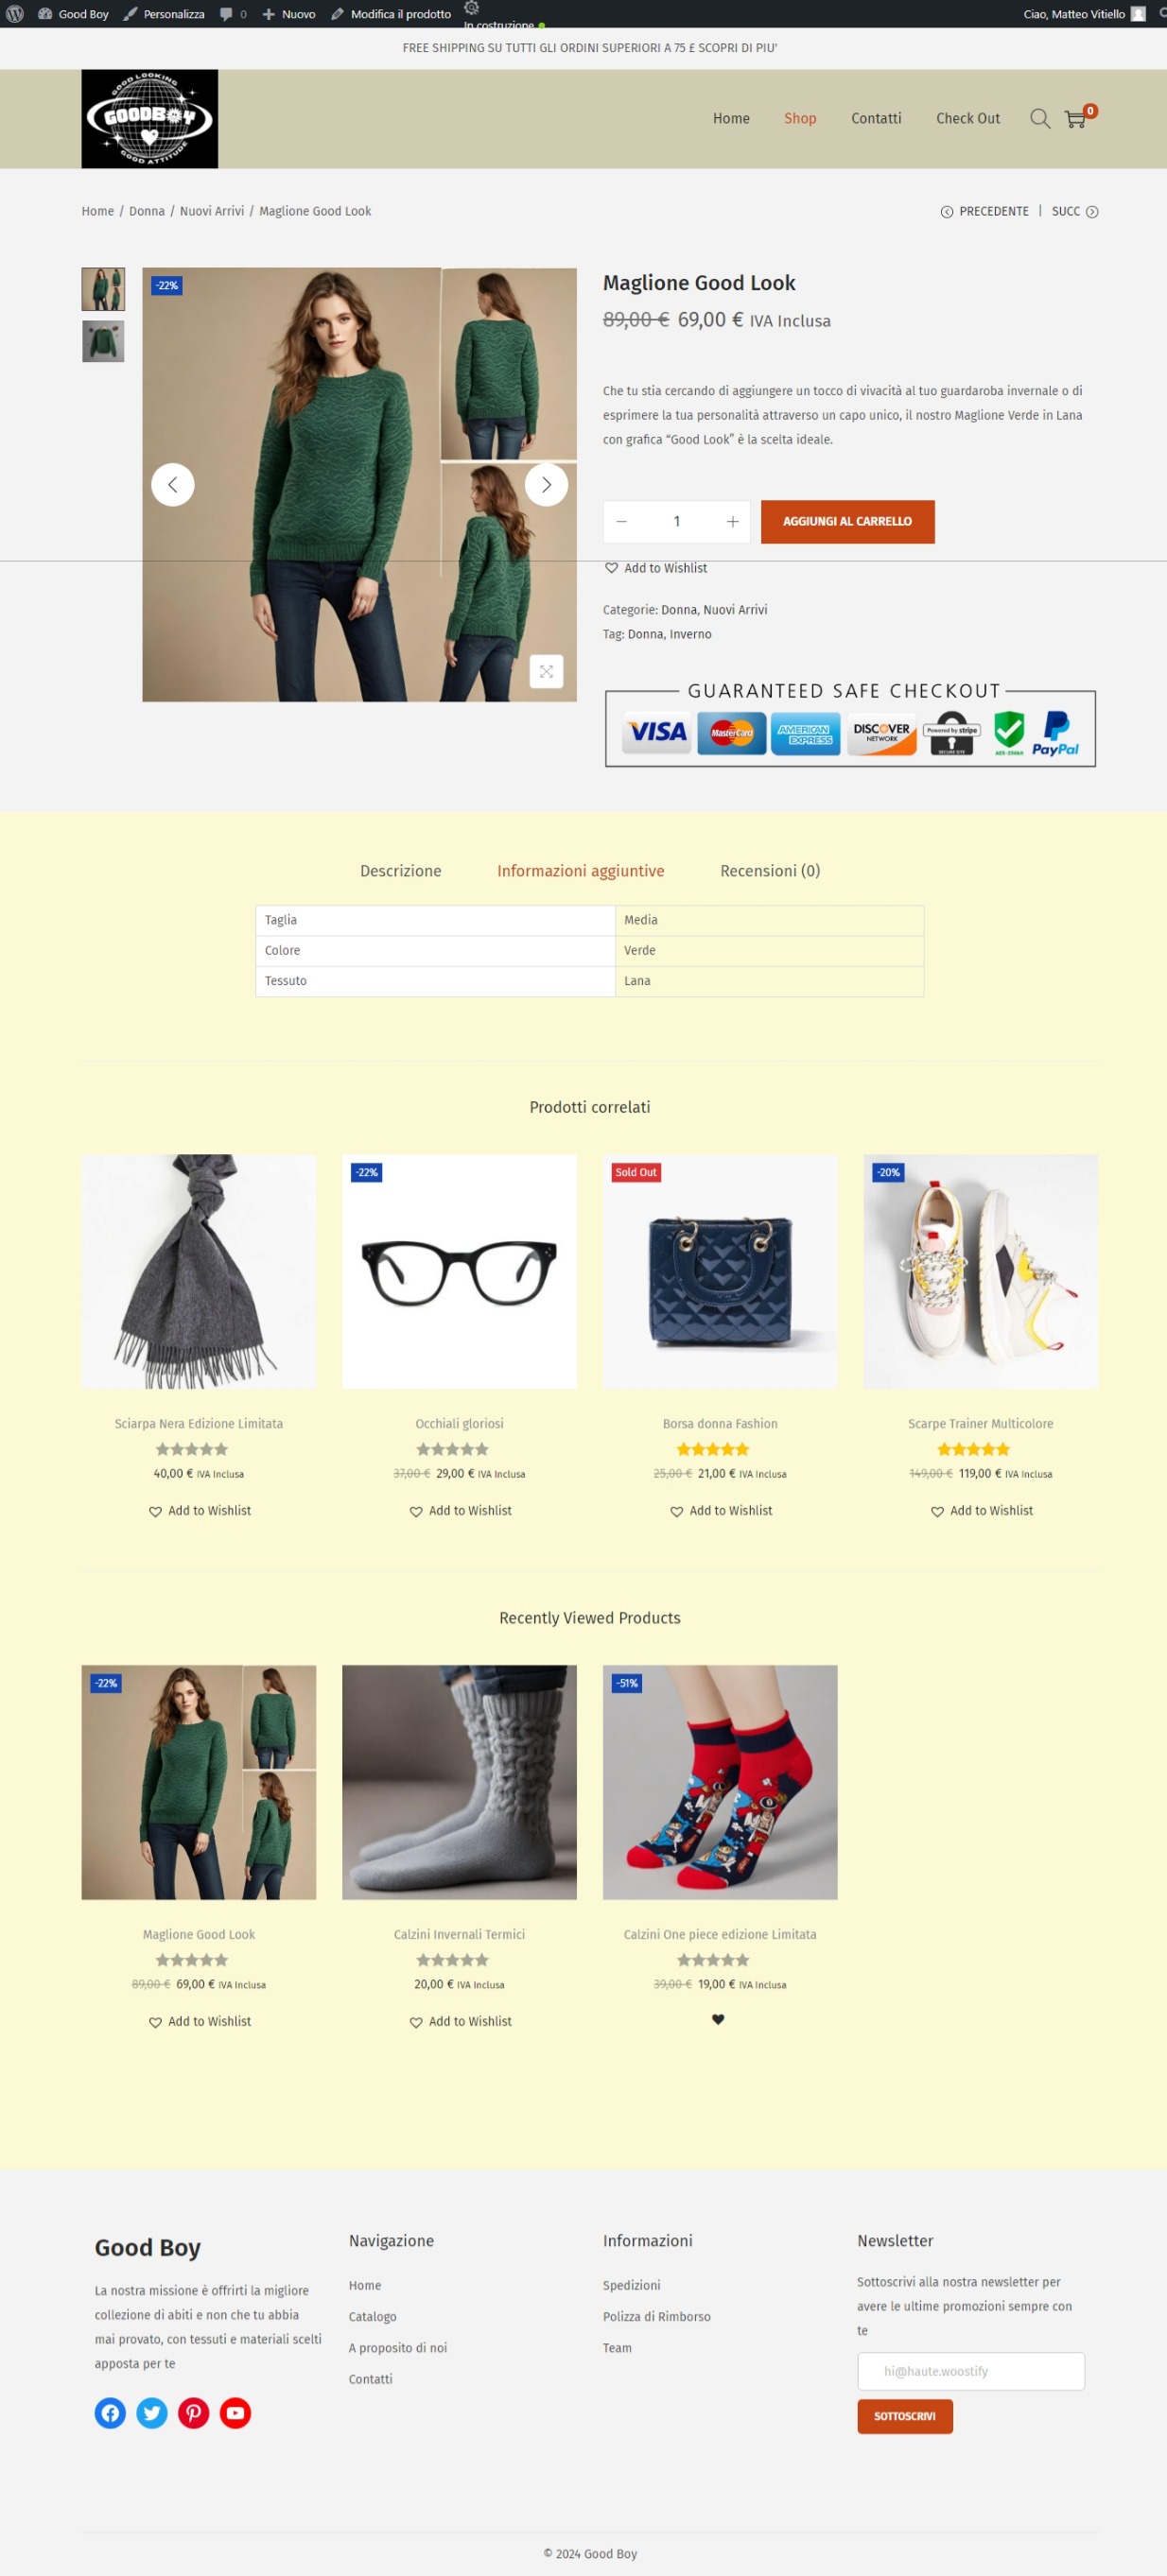 Good Boy Personalizza 0 Nuovo Modifica il prodotto In costruzione Ciao, Matteo Vitiello
FREE SHIPPING SU TUTTI GLI ORDINI SUPERIORI A 75 £ SCOPRI DI PIU'
GOOD LOOKING
GOODBOY
GOOD ATTITUDE
Home Shop Contatti Check Out 0
Home / Donna / Nuovi Arrivi / Maglione Good Look
PRECEDENTE | SUCC
-22%
Maglione Good Look
89,00 € 69,00 € IVA Inclusa
Che tu stia cercando di aggiungere un tocco di vivacità al tuo guardaroba invernale o di
esprimere la tua personalità attraverso un capo unico, il nostro Maglione Verde in Lana
con grafica “Good Look” è la scelta ideale.
1 AGGIUNGI AL CARRELLO
Add to Wishlist
Categorie: Donna, Nuovi Arrivi
Tag: Donna, Inverno
GUARANTEED SAFE CHECKOUT
VISA MasterCard AMERICAN EXPRESS DISCOVER NETWORK Powered by stripe SECURE SITE PayPal
Descrizione Informazioni aggiuntive Recensioni (0)
Taglia Media
Colore Verde
Tessuto Lana
Prodotti correlati
-22% Sold Out -20%
Sciarpa Nera Edizione Limitata Occhiali gloriosi Borsa donna Fashion Scarpe Trainer Multicolore
40,00 € IVA Inclusa 37,00 € 29,00 € IVA Inclusa 25,00 € 21,00 € IVA Inclusa 149,00 € 119,00 € IVA Inclusa
Add to Wishlist Add to Wishlist Add to Wishlist Add to Wishlist
Recently Viewed Products
-22% -51%
Maglione Good Look Calzini Invernali Termici Calzini One piece edizione Limitata
89,00 € 69,00 € IVA Inclusa 20,00 € IVA Inclusa 39,00 € 19,00 € IVA Inclusa
Add to Wishlist Add to Wishlist
Good Boy
La nostra missione è offrirti la migliore
collezione di abiti e non che tu abbia
mai provato, con tessuti e materiali scelti
apposta per te
Navigazione
Home
Catalogo
A proposito di noi
Contatti
Informazioni
Spedizioni
Polizza di Rimborso
Team
Newsletter
Sottoscrivi alla nostra newsletter per
avere le ultime promozioni sempre con
te
hi@haute.woostify
SOTTOSCRIVI
© 2024 Good Boy